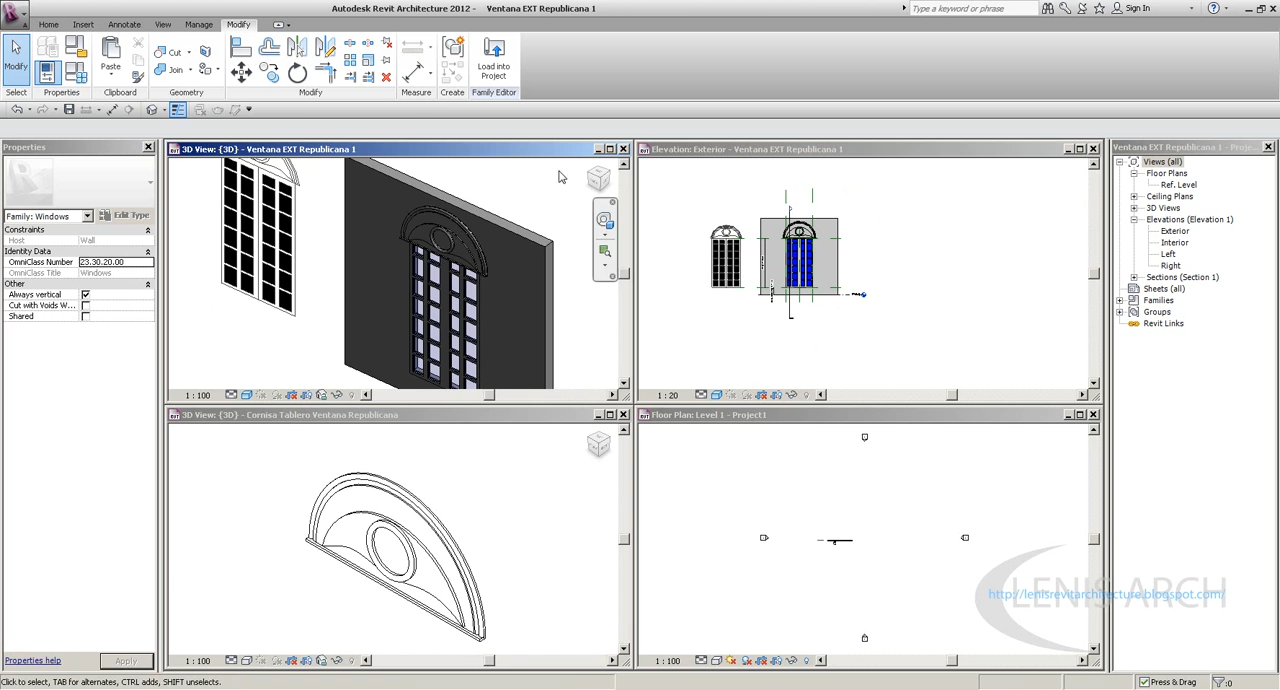 Autodesk Revit Architecture 2012 - Ventana EXT Republicana 1
Type a keyword or phrase
Sign In
Home
Insert
Annotate
View
Manage
Modify
Modify
Paste
Cut
Join
Load into
Project
Select
Properties
Clipboard
Geometry
Modify
Measure
Create
Family Editor
Properties
Family: Windows
Edit Type
Constraints
Host
Wall
Identity Data
OmniClass Number
23.30.20.00
OmniClass Title
Windows
Other
Always vertical
Cut with Voids W...
Shared
Properties help
Apply
3D View: {3D} - Ventana EXT Republicana 1
1 : 100
Elevation: Exterior - Ventana EXT Republicana 1
1 : 20
3D View: {3D} - Cornisa Tablero Ventana Republicana
1 : 100
Floor Plan: Level 1 - Project1
1 : 100
Ventana EXT Republicana 1 - Proje...
Views (all)
Floor Plans
Ref. Level
Ceiling Plans
3D Views
Elevations (Elevation 1)
Exterior
Interior
Left
Right
Sections (Section 1)
Sheets (all)
Families
Groups
Revit Links
LENIS ARCH
http://lenisrevitarchitecture.blogspot.com/
Click to select, TAB for alternates, CTRL adds, SHIFT unselects.
Press & Drag
:0